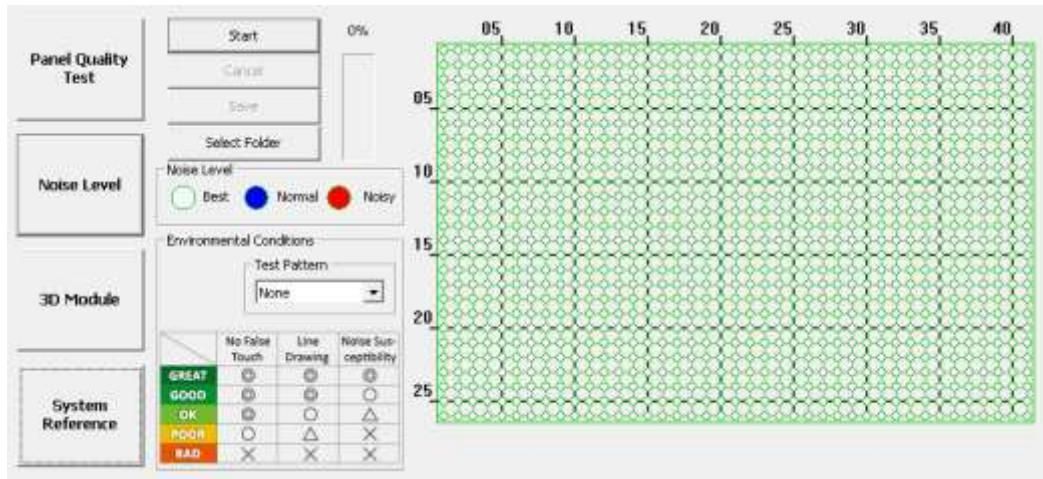 Panel Quality
Test
Noise Level
3D Module
System
Reference
Start
Cancel
Save
Select Folder
0%
Noise Level
Best
Normal
Noisy
Environmental Conditions
Test Pattern
None
No False
Touch
Line
Drawing
Noise Sus-
ceptibility
GREAT
GOOD
OK
POOR
BAD
05 10 15 20 25 30 35 40
05
10
15
20
25